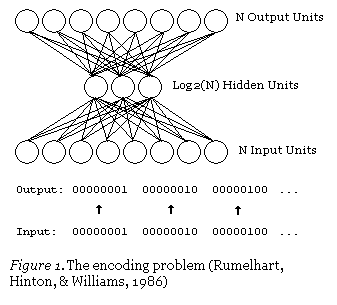 N Output Units
Log2(N) Hidden Units
N Input Units
Output: 00000001 00000010 00000100 ...
Input: 00000001 00000010 00000100 ...
Figure 1. The encoding problem (Rumelhart,
Hinton, & Williams, 1986)